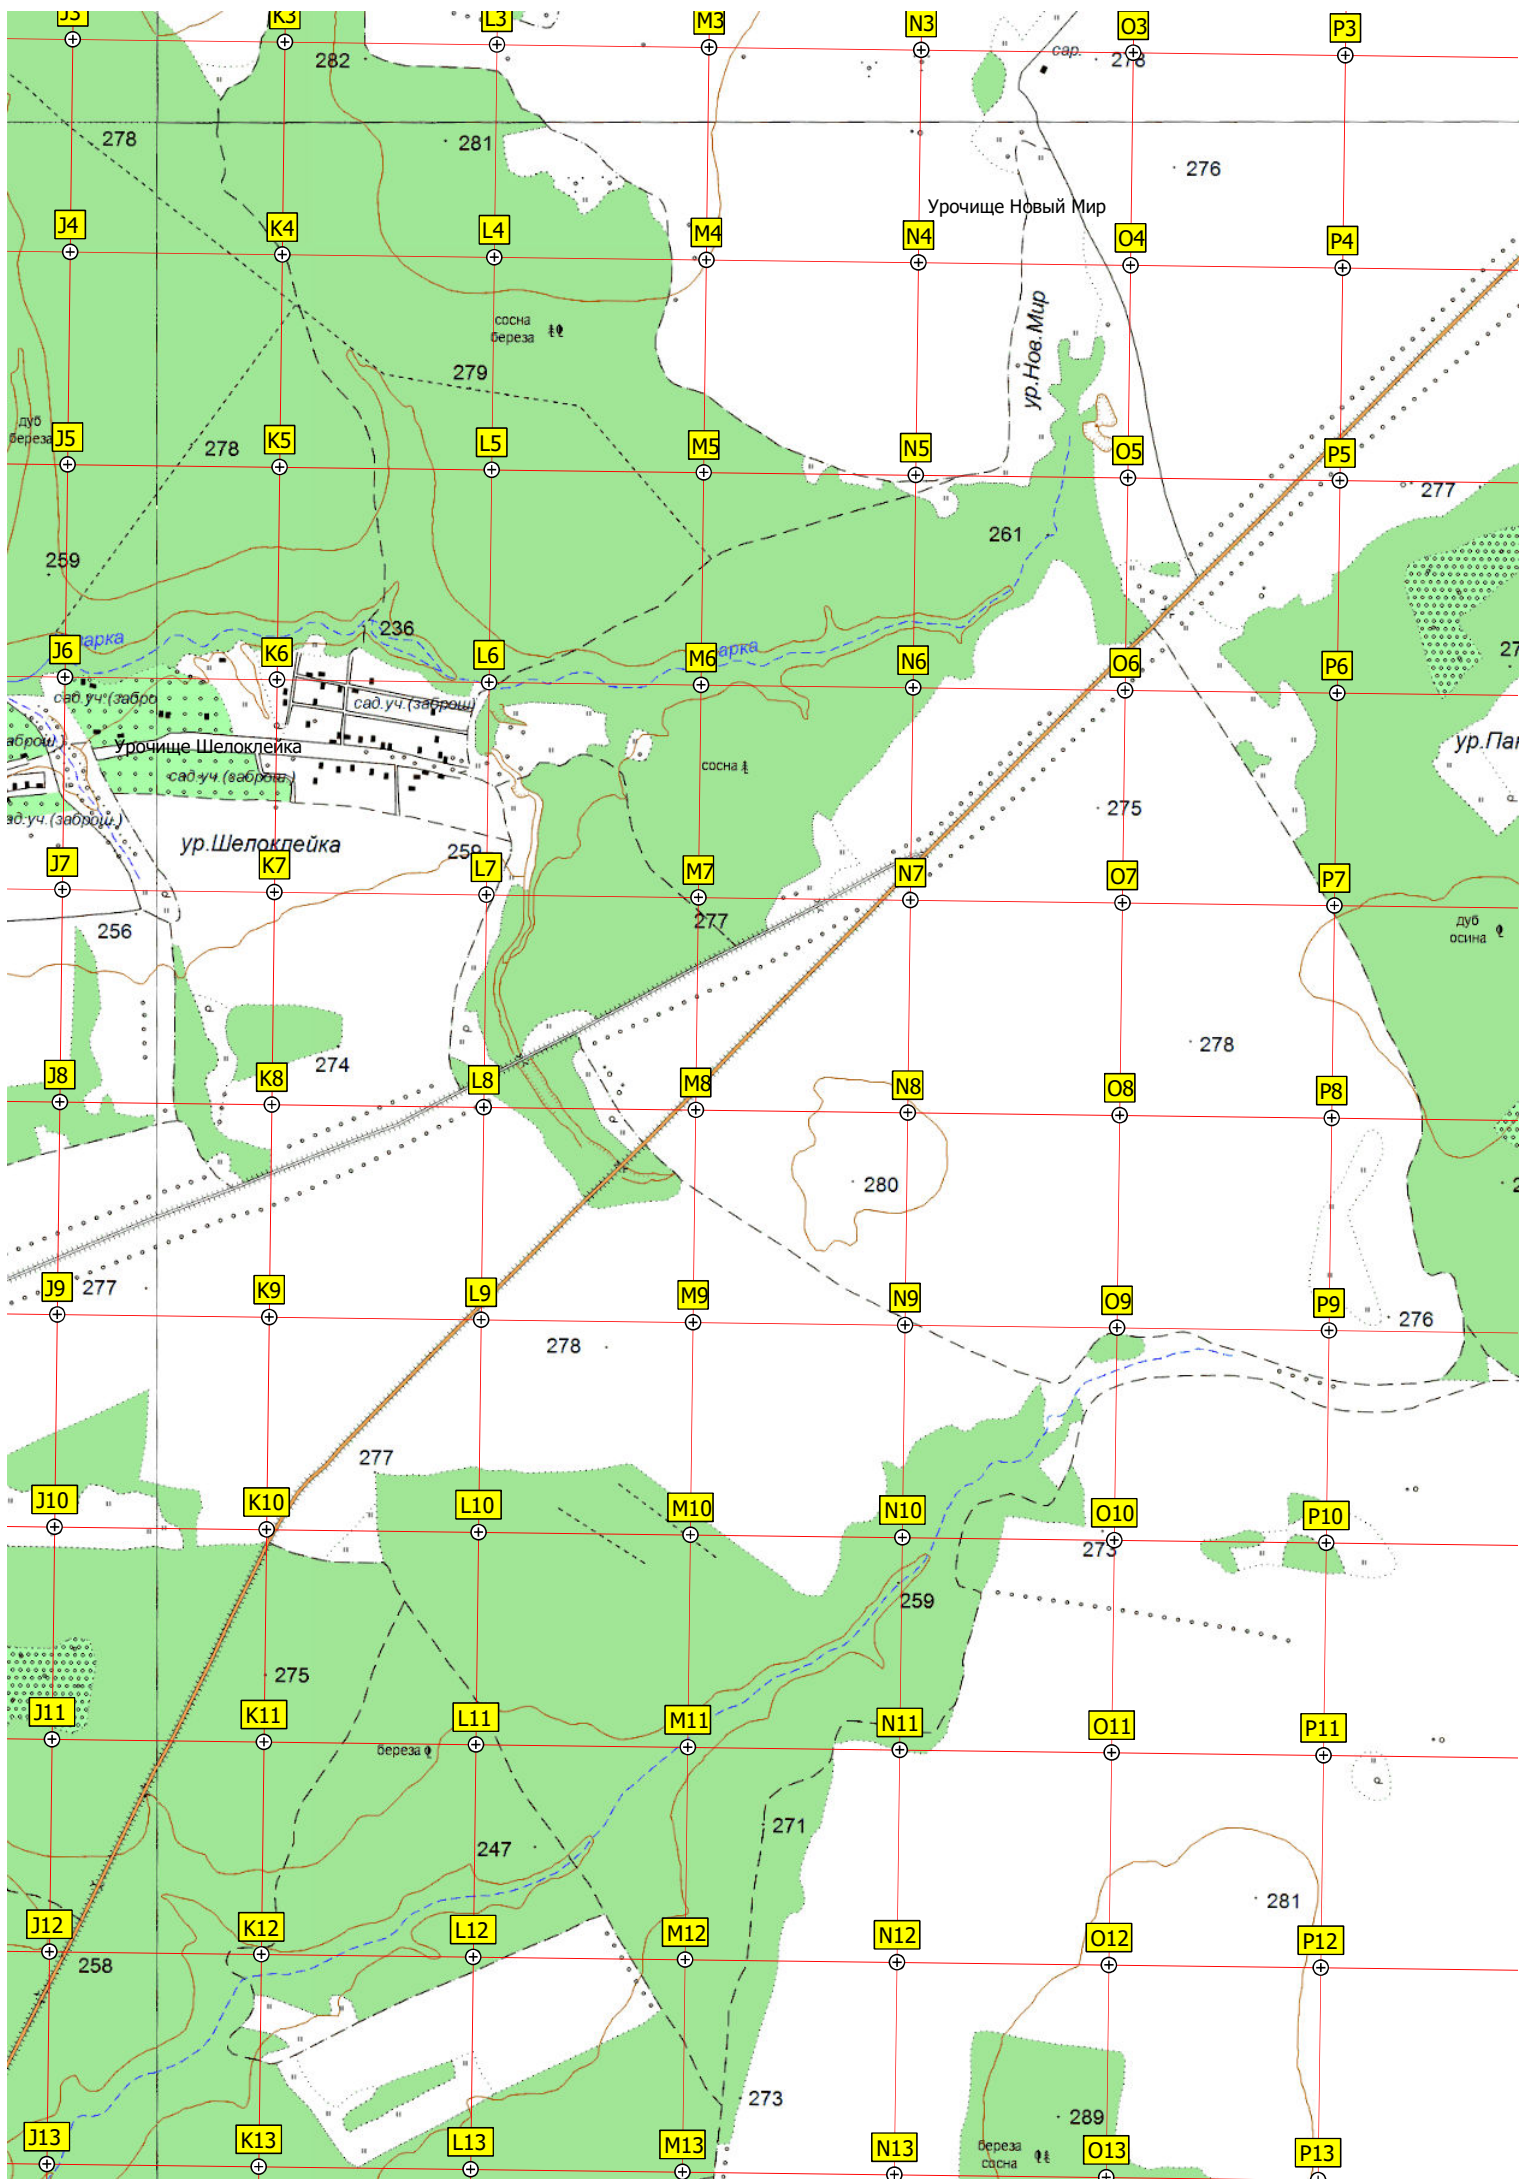 J3 K3 L3 M3 N3 O3 P3
282 сар. 278
278 281 276
Урочище Новый Мир
J4 K4 L4 M4 N4 O4 P4
сосна
береза
ур.Нов.Мир
279
дуб
береза
J5 K5 L5 M5 N5 O5 P5
278 277
259 261
236
J6 K6 L6 M6 N6 O6 P6
сад.уч.(забро
сад.уч.(заброш.)
Урочище Шелоклейка
сосна
сад.уч.(заброш.)
275
ур.Шелоклейка
259
J7 K7 L7 M7 N7 O7 P7
256 277
дуб
осина
274 278
J8 K8 L8 M8 N8 O8 P8
280
277
J9 K9 L9 M9 N9 O9 P9
278 276
277
J10 K10 L10 M10 N10 O10 P10
273
259
275
J11 K11 L11 M11 N11 O11 P11
береза
271
247
281
J12 K12 L12 M12 N12 O12 P12
258
273 289
береза
сосна
J13 K13 L13 M13 N13 O13 P13